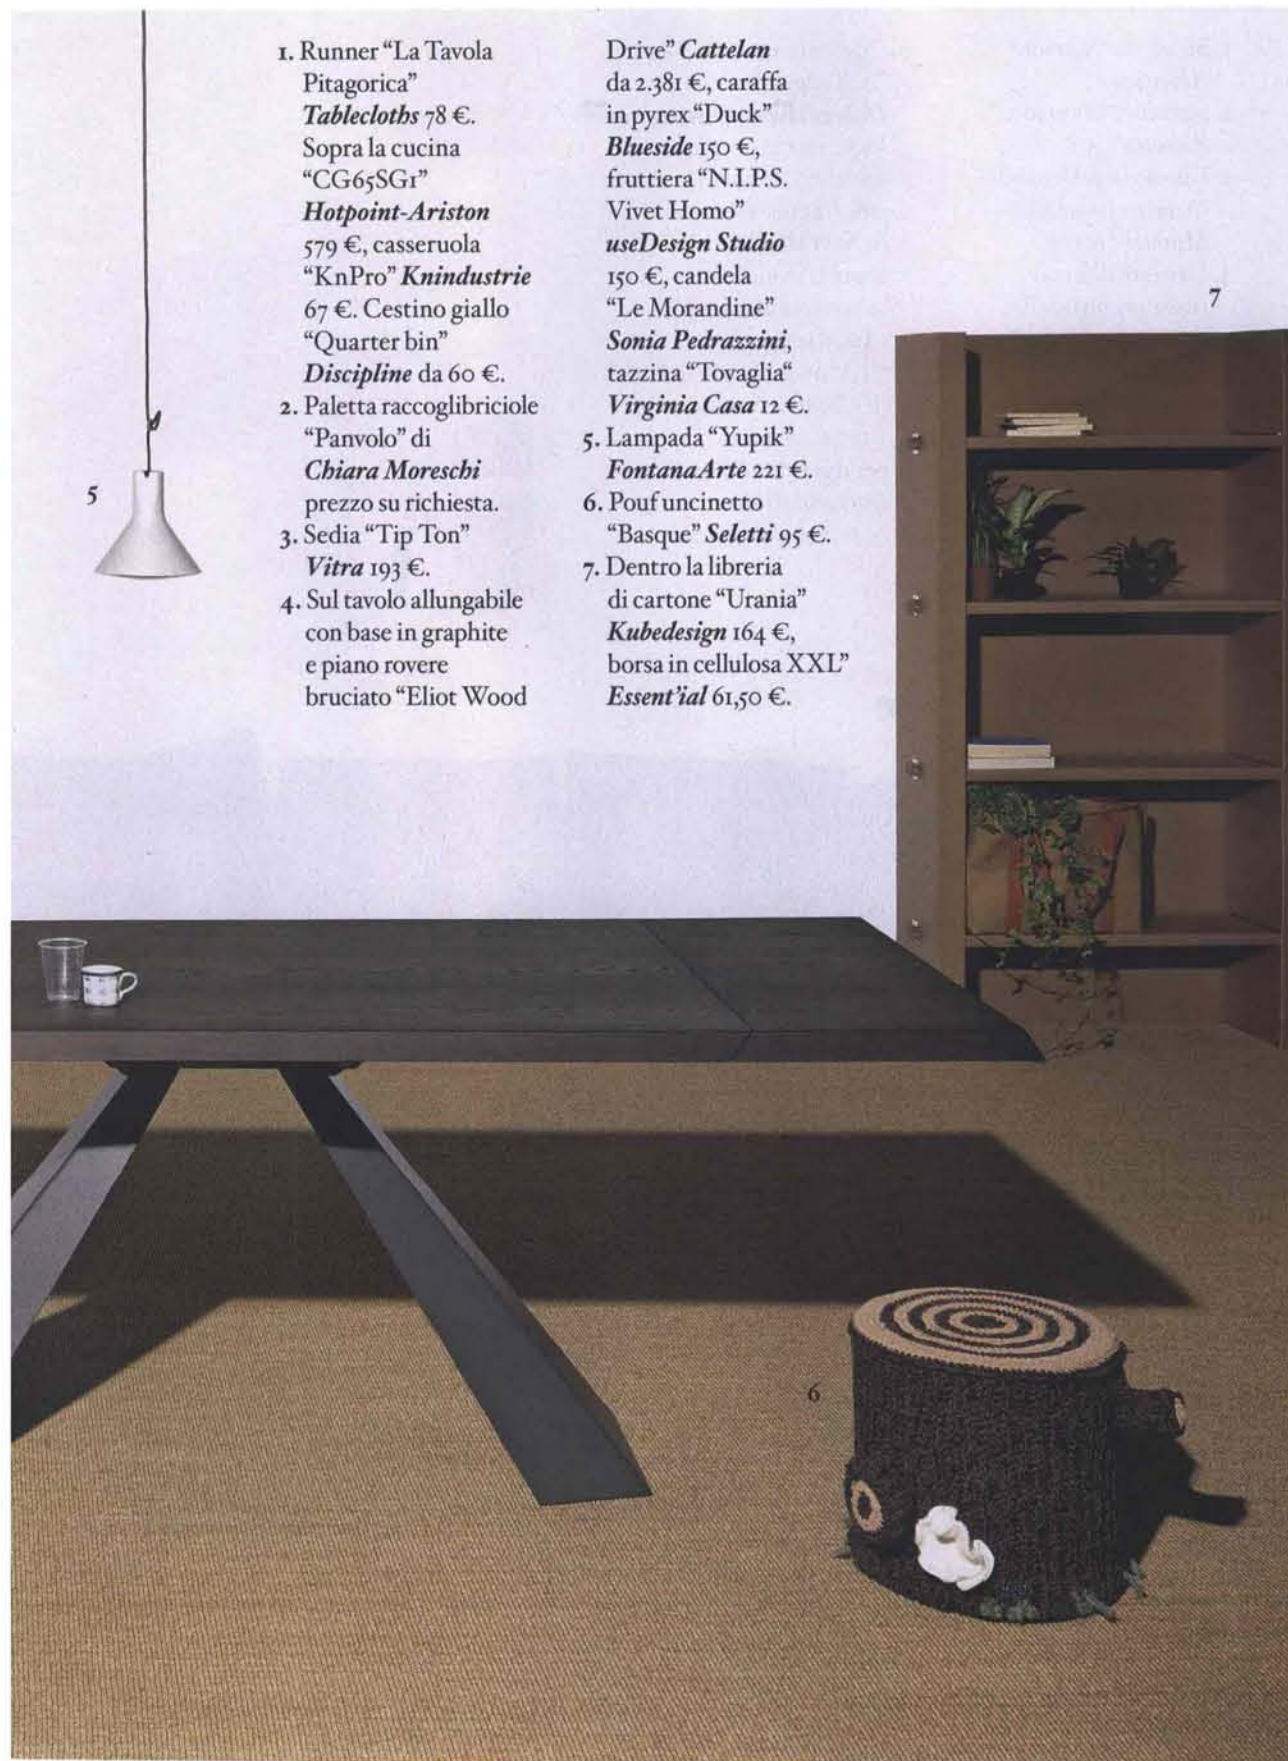 1. Runner “La Tavola
Pitagorica”
Tablecloths 78 €.
Sopra la cucina
“CG65SG1”
Hotpoint-Ariston
579 €, casseruola
“KnPro” Knindustrie
67 €. Cestino giallo
“Quarter bin”
Discipline da 60 €.
2. Paletta raccoglibriciole
“Panvolo” di
Chiara Moreschi
prezzo su richiesta.
3. Sedia “Tip Ton”
Vitra 193 €.
4. Sul tavolo allungabile
con base in graphite
e piano rovere
bruciato “Eliot Wood
Drive” Cattelan
da 2.381 €, caraffa
in pyrex “Duck”
Blueside 150 €,
fruttiera “N.I.P.S.
Vivet Homo”
useDesign Studio
150 €, candela
“Le Morandine”
Sonia Pedrazzini,
tazzina “Tovaglia“
Virginia Casa 12 €.
5. Lampada “Yupik”
FontanaArte 221 €.
6. Pouf uncinetto
“Basque” Seletti 95 €.
7. Dentro la libreria
di cartone “Urania”
Kubedesign 164 €,
borsa in cellulosa XXL”
Essent’ial 61,50 €.
5
7
6